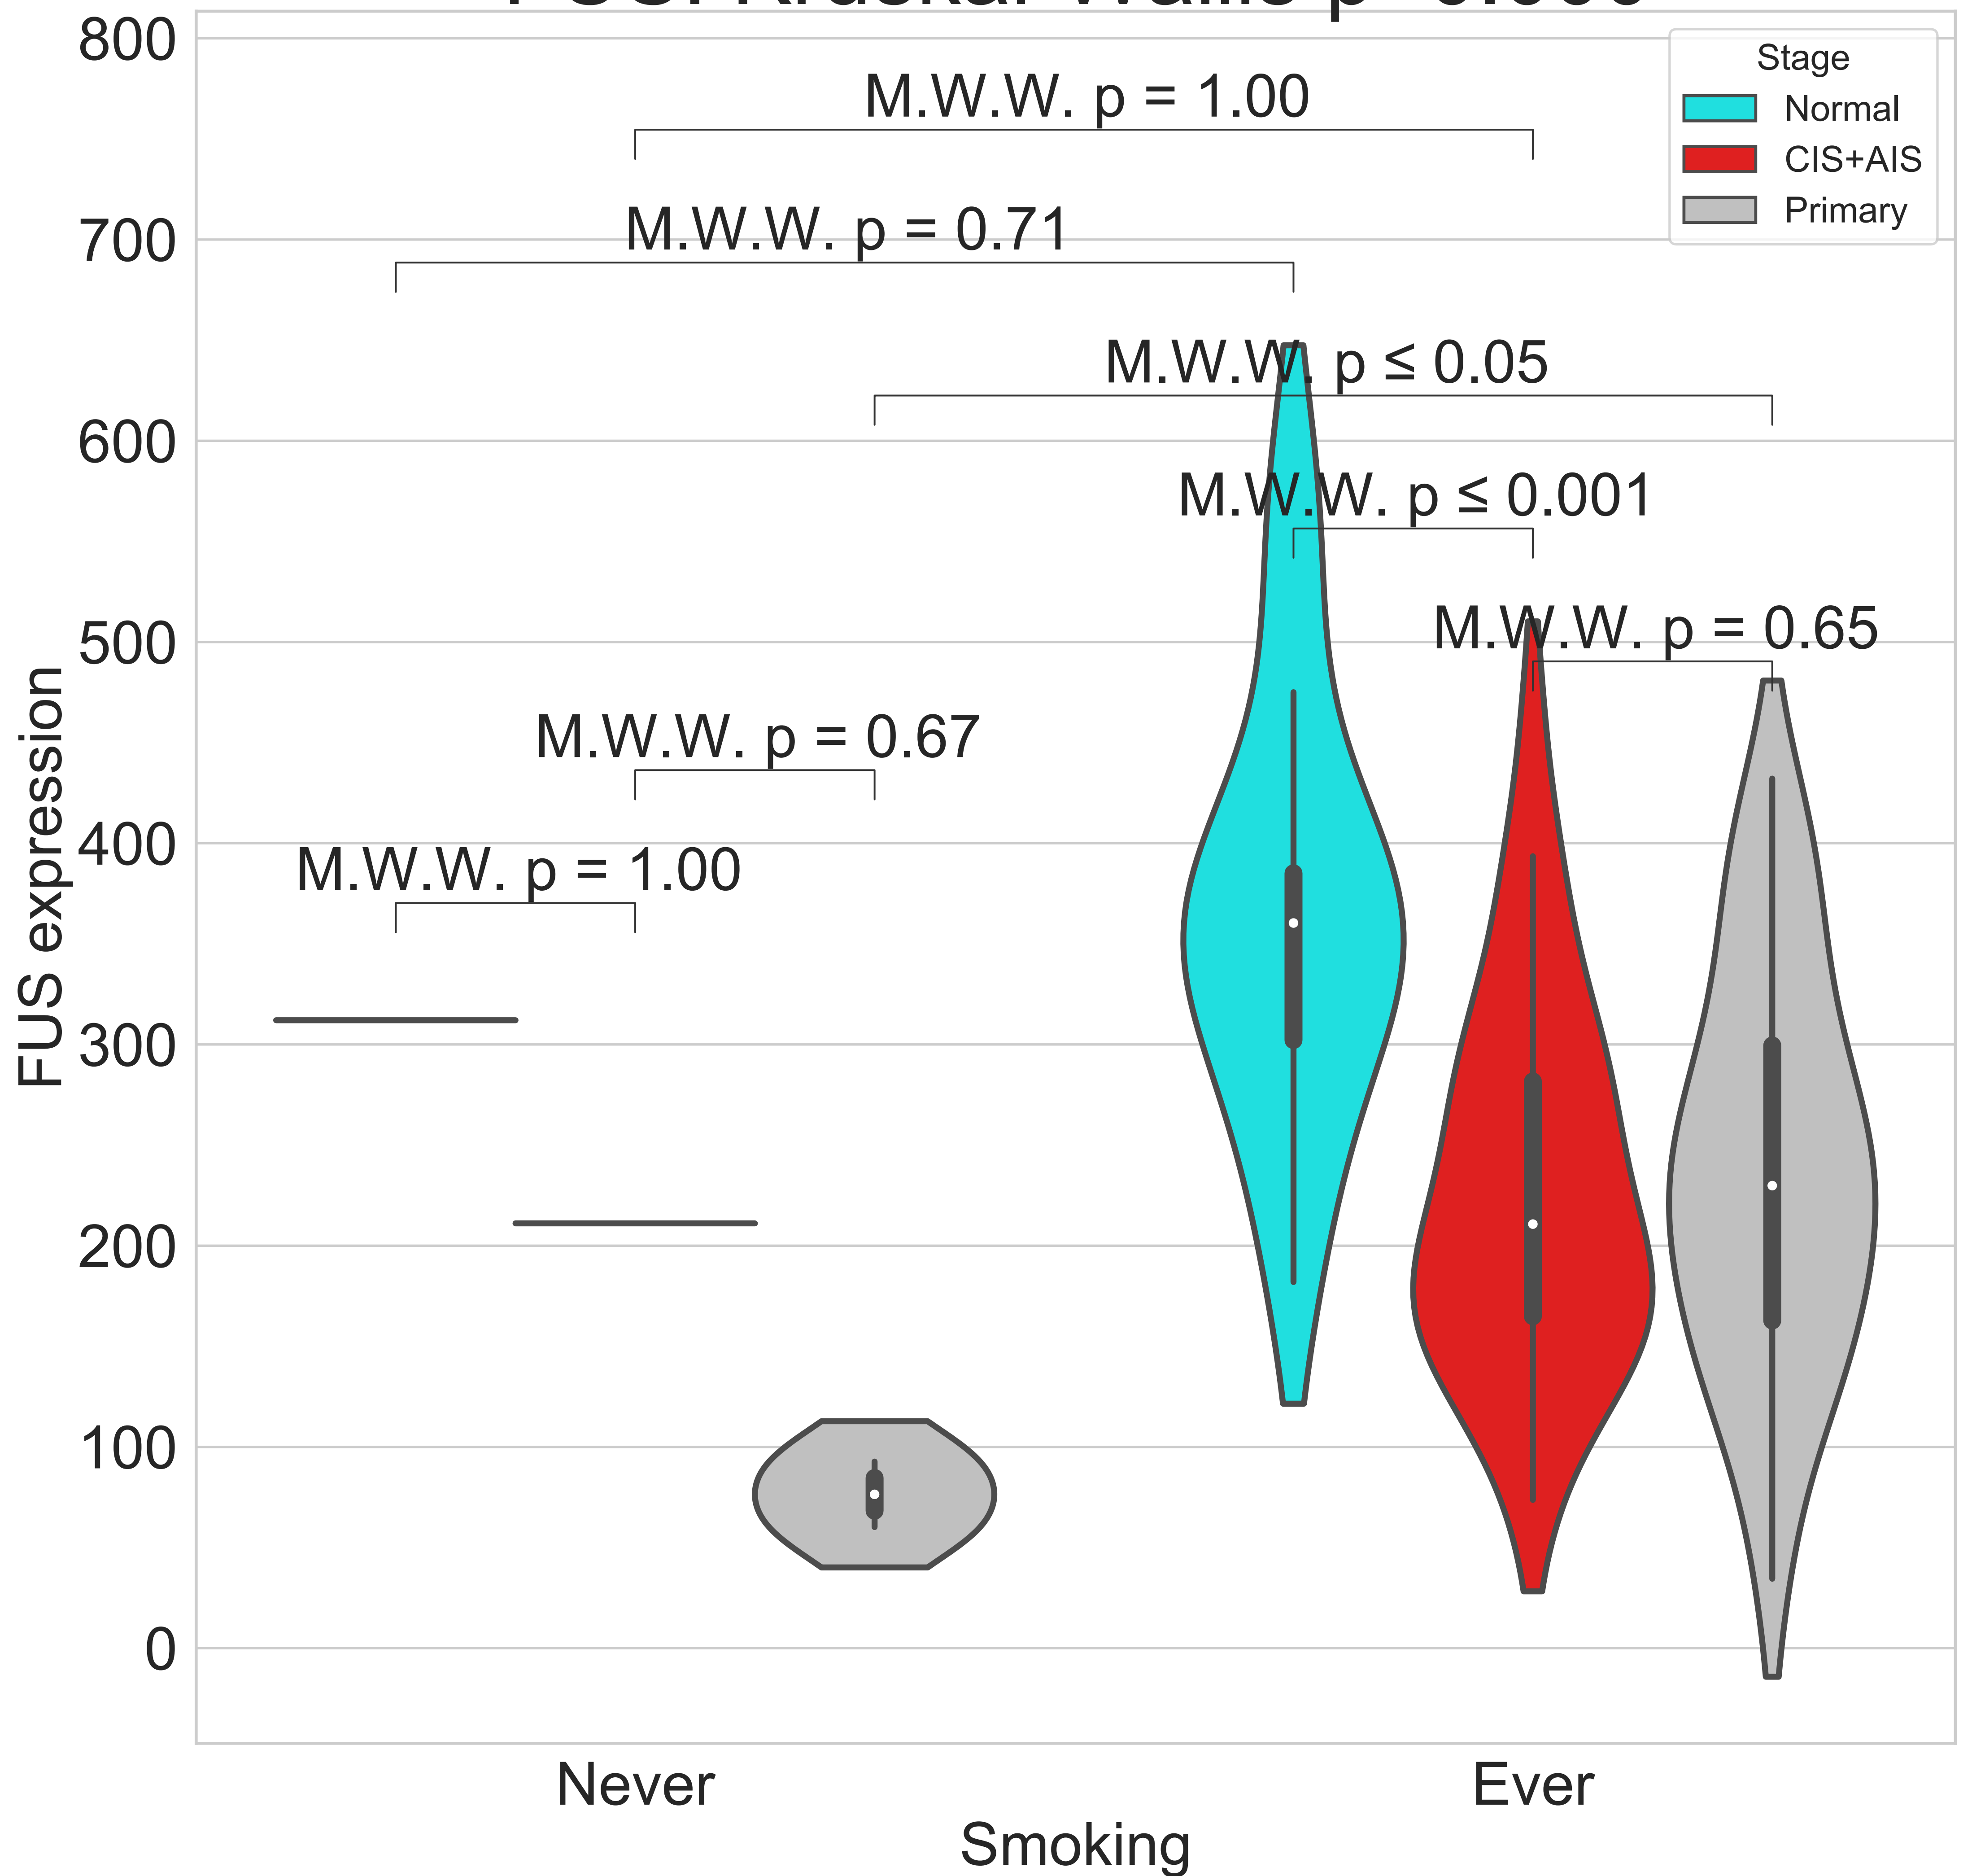 800
M.W.W. p = 1.00
Stage
Normal
CIS+AIS
Primary
700
M.W.W. p = 0.71
M.W.W. p ≤ 0.05
600
M.W.W. p ≤ 0.001
500
M.W.W. p = 0.65
M.W.W. p = 0.67
400
M.W.W. p = 1.00
FUS expression
300
200
100
0
Never
Ever
Smoking